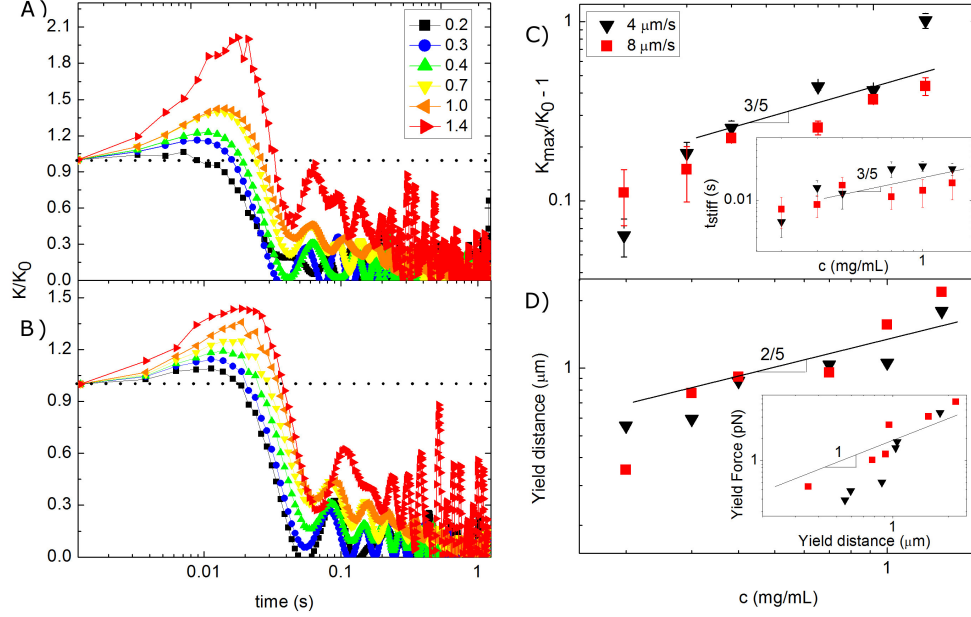 A)
2.1
1.8
1.5
1.2
0.9
0.6
0.3
0.0
0.2
0.3
0.4
0.7
1.0
1.4
K/K0
B)
1.5
1.2
0.9
0.6
0.3
0.0
0.01
0.1
1
time (s)
C)
4 μm/s
8 μm/s
1
0.1
Kmax/K0 - 1
3/5
3/5
tstiff (s)
0.01
1
c (mg/mL)
D)
Yield distance (μm)
1
2/5
Yield Force (pN)
1
1
1
Yield distance (μm)
1
c (mg/mL)